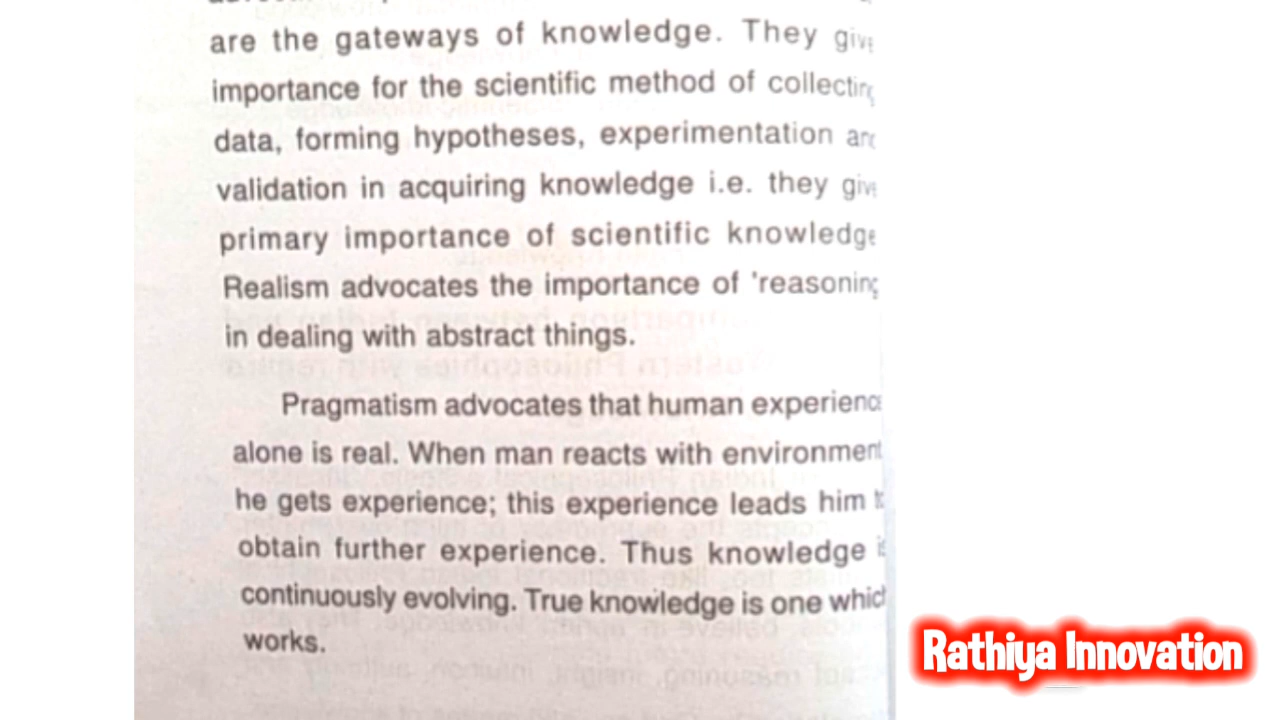 are the gateways of knowledge. They give
importance for the scientific method of collecting
data, forming hypotheses, experimentation and
validation in acquiring knowledge i.e. they give
primary importance of scientific knowledge
Realism advocates the importance of 'reasoning
in dealing with abstract things.
Pragmatism advocates that human experience
alone is real. When man reacts with environment
he gets experience; this experience leads him to
obtain further experience. Thus knowledge is
continuously evolving. True knowledge is one which
works.
Rathiya Innovation